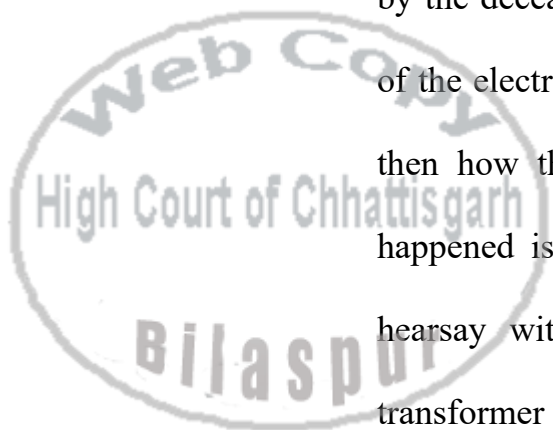 by the decea
of the electr
Web Copy
then how th
High Court of Chhattisgarh
happened is
hearsay wit
Bilaspur
transformer